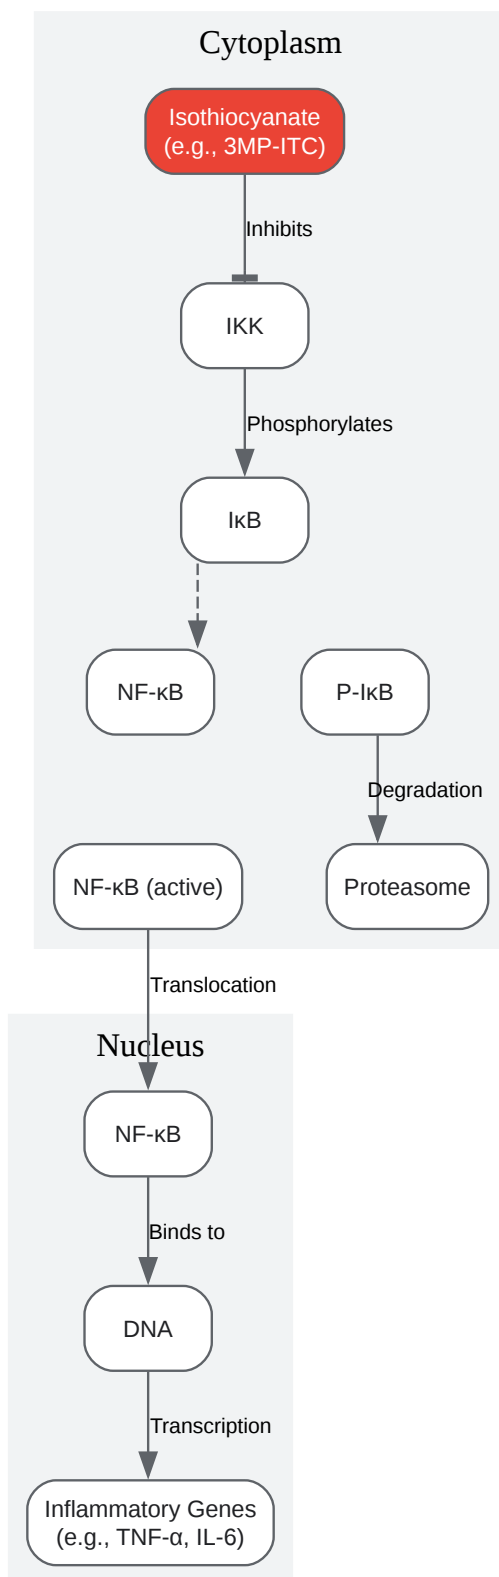 Cytoplasm
Isothiocyanate
(e.g., 3MP-ITC)
Inhibits
IKK
Phosphorylates
IκB
NF-κB
P-IκB
Degradation
NF-κB (active)
Proteasome
Translocation
Nucleus
NF-κB
Binds to
DNA
Transcription
Inflammatory Genes
(e.g., TNF-α, IL-6)